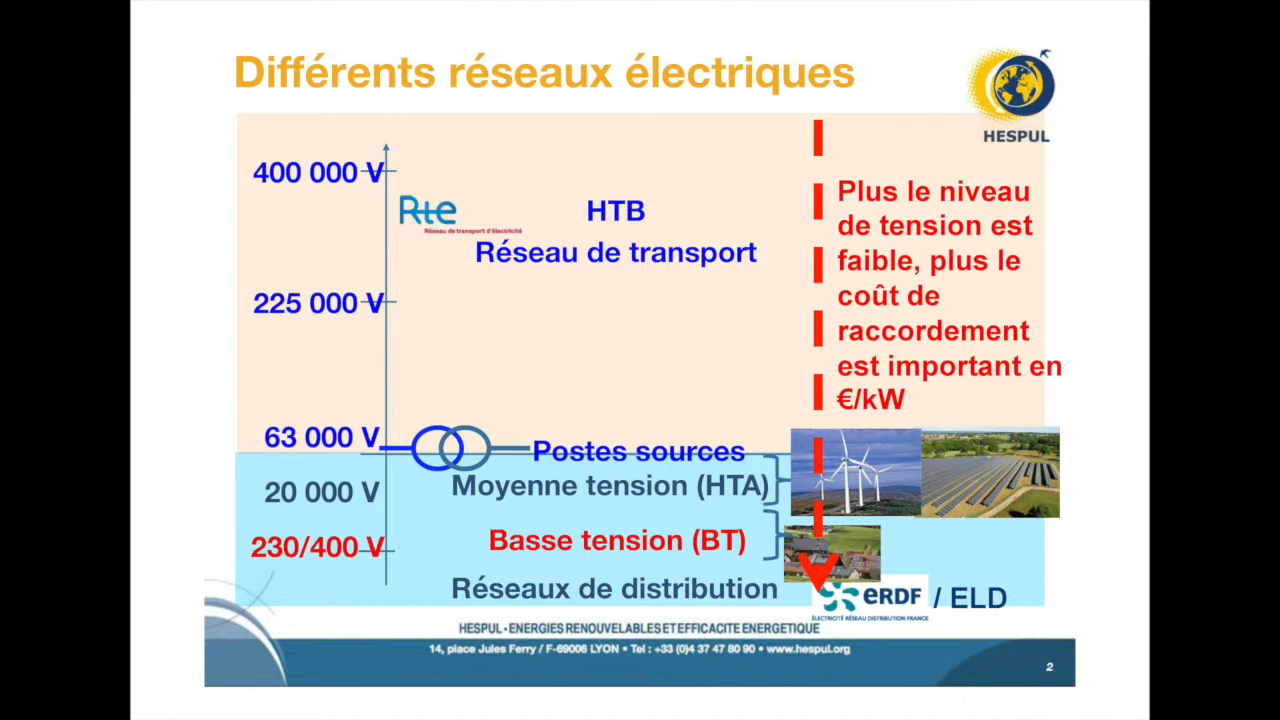 Différents réseaux électriques
HESPUL
400 000 V
Rte
Réseau de transport d'électricité
HTB
Réseau de transport
225 000 V
Plus le niveau
de tension est
faible, plus le
coût de
raccordement
est important en
€/kW
63 000 V
Postes sources
20 000 V
Moyenne tension (HTA)
230/400 V
Basse tension (BT)
Réseaux de distribution
eRDF / ELD
ÉLECTRICITÉ RÉSEAU DISTRIBUTION FRANCE
HESPUL • ENERGIES RENOUVELABLES ET EFFICACITE ENERGETIQUE
14, place Jules Ferry / F-69006 LYON • Tel : +33 (0)4 37 47 80 90 • www.hespul.org
2